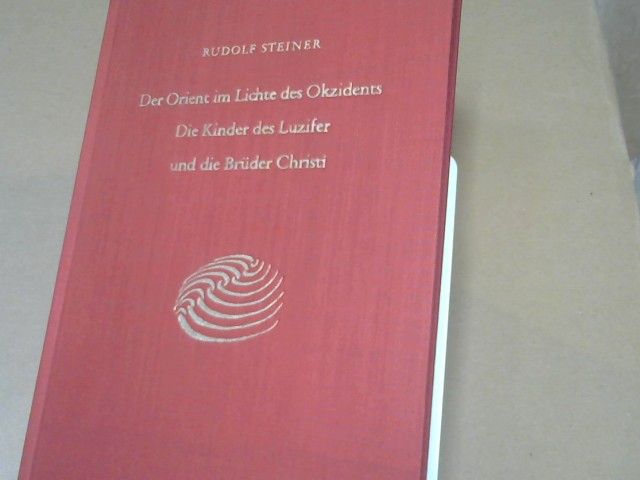 RUDOLF STEINER
Der Orient im Lichte des Okzidents
Die Kinder des Luzifer
und die Brüder Christi